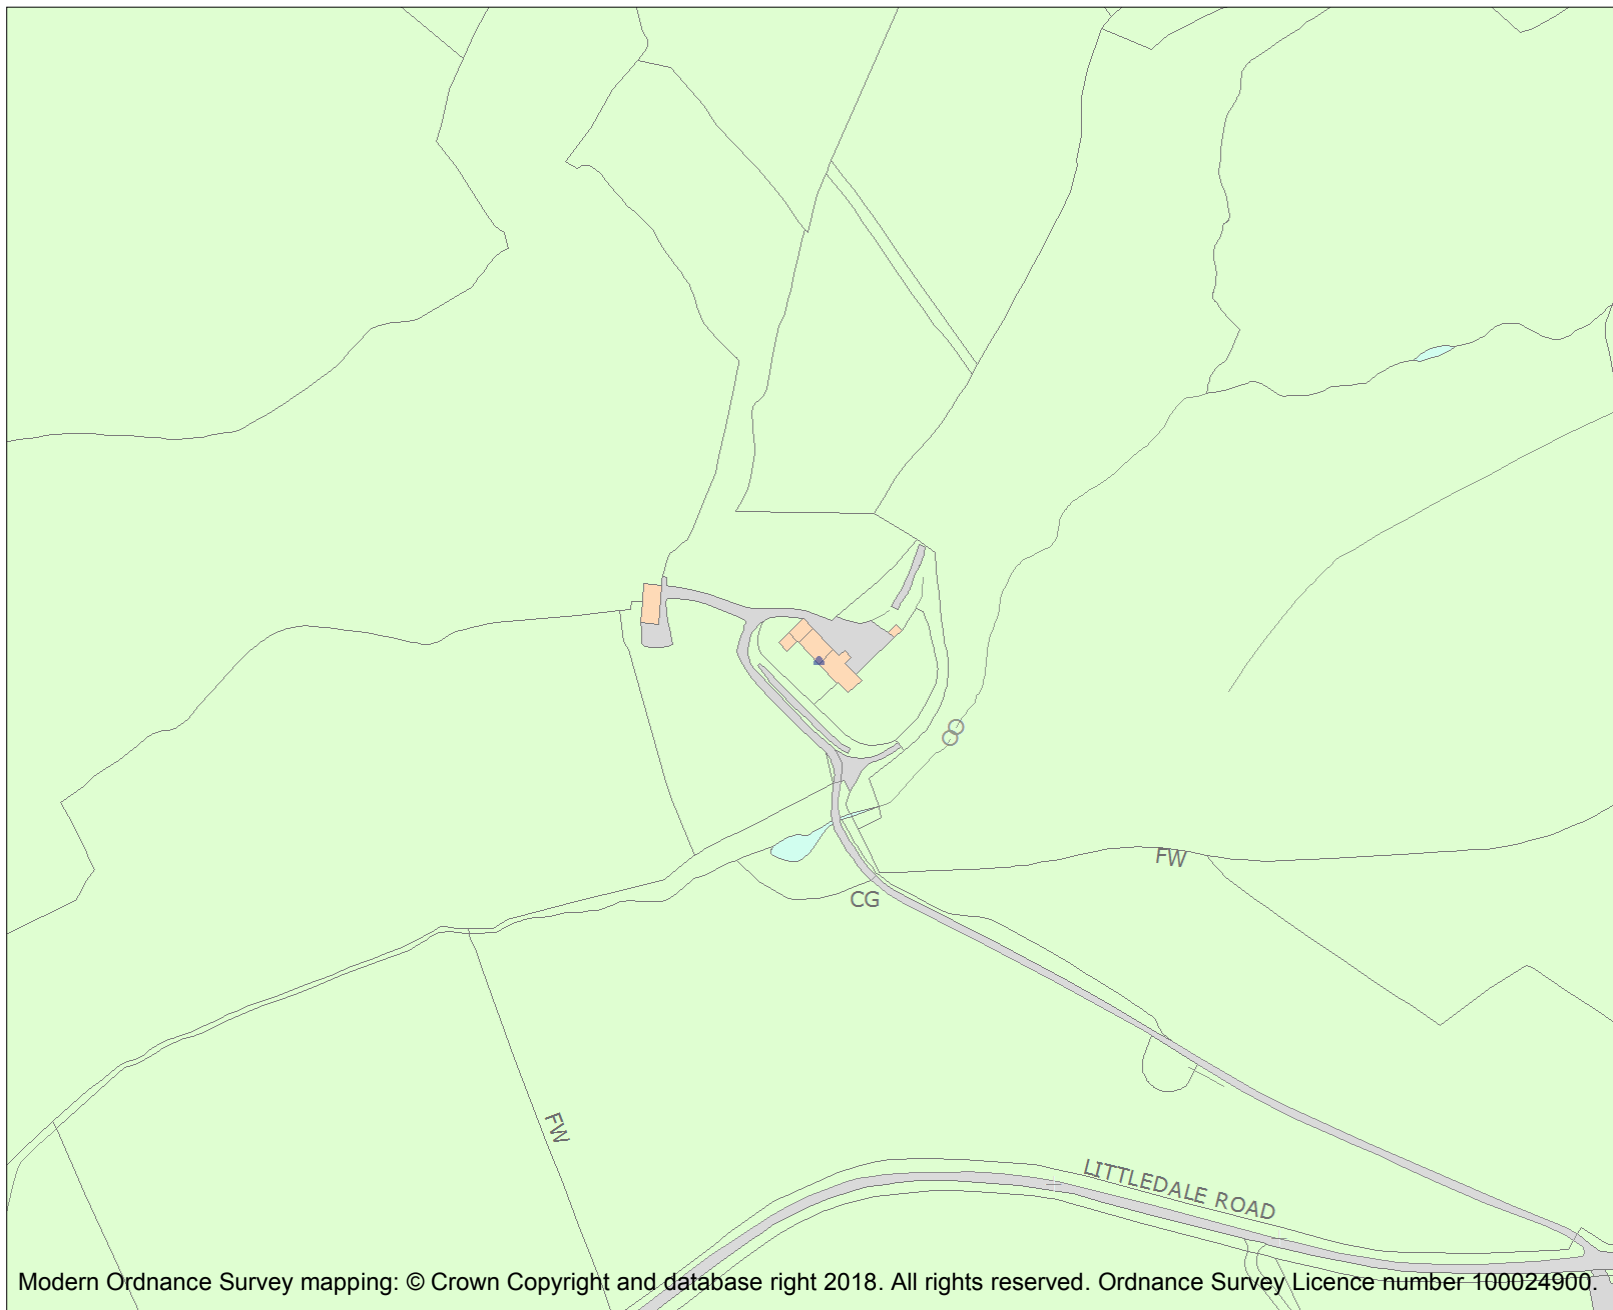 FW
CG
FW
LITTLEDALE ROAD
Modern Ordnance Survey mapping: © Crown Copyright and database right 2018. All rights reserved. Ordnance Survey Licence number 100024900.